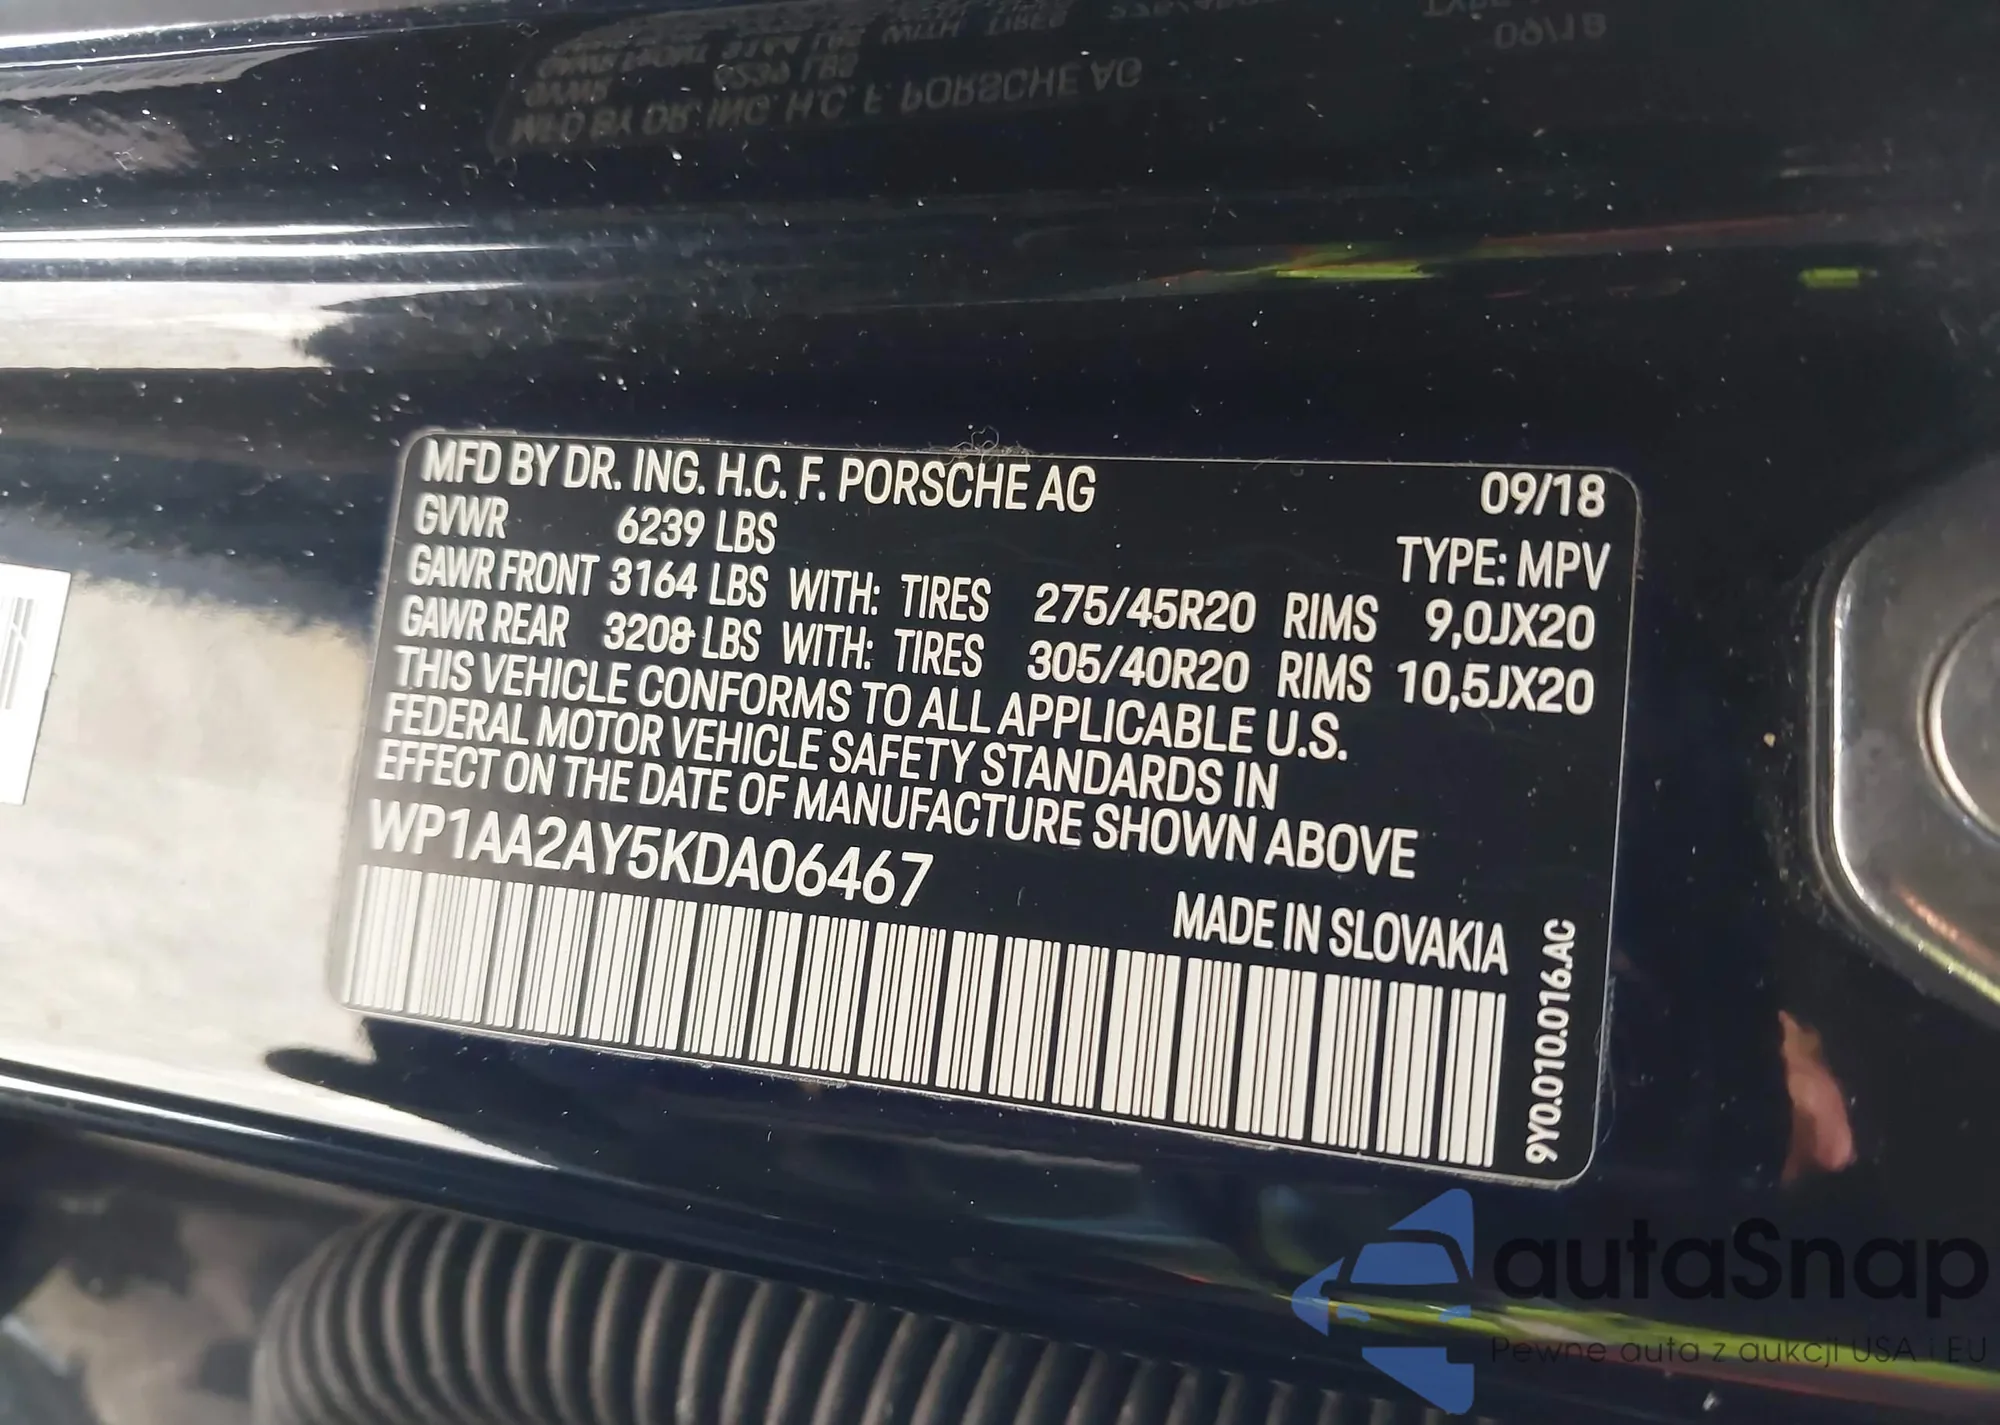 MFD BY DR. ING. H.C. F. PORSCHE AG 09/18
GVWR 6239 LBS TYPE: MPV
GAWR FRONT 3164 LBS WITH: TIRES 275/45R20 RIMS 9,0JX20
GAWR REAR 3208 LBS WITH: TIRES 305/40R20 RIMS 10,5JX20
THIS VEHICLE CONFORMS TO ALL APPLICABLE U.S.
FEDERAL MOTOR VEHICLE SAFETY STANDARDS IN
EFFECT ON THE DATE OF MANUFACTURE SHOWN ABOVE
WP1AA2AY5KDA06467
MADE IN SLOVAKIA
9Y0.010.016.AC
autaSnap
Pewne auta z aukcji USA i EU